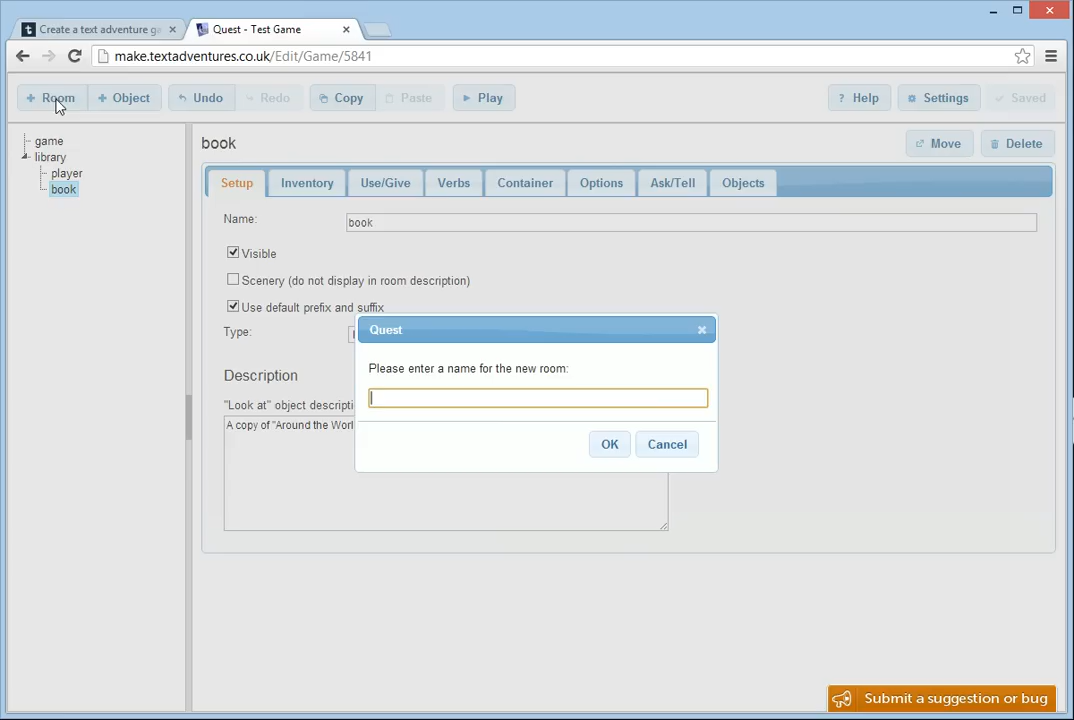 Create a text adventure ga
Quest - Test Game
make.textadventures.co.uk/Edit/Game/5841
Room
Object
Undo
Redo
Copy
Paste
Play
Help
Settings
Saved
game
library
player
book
book
Move
Delete
Setup
Inventory
Use/Give
Verbs
Container
Options
Ask/Tell
Objects
Name:
book
Visible
Scenery (do not display in room description)
Use default prefix and suffix
Type:
Description
"Look at" object descripti
A copy of "Around the Worl
Quest
Please enter a name for the new room:
OK
Cancel
Submit a suggestion or bug